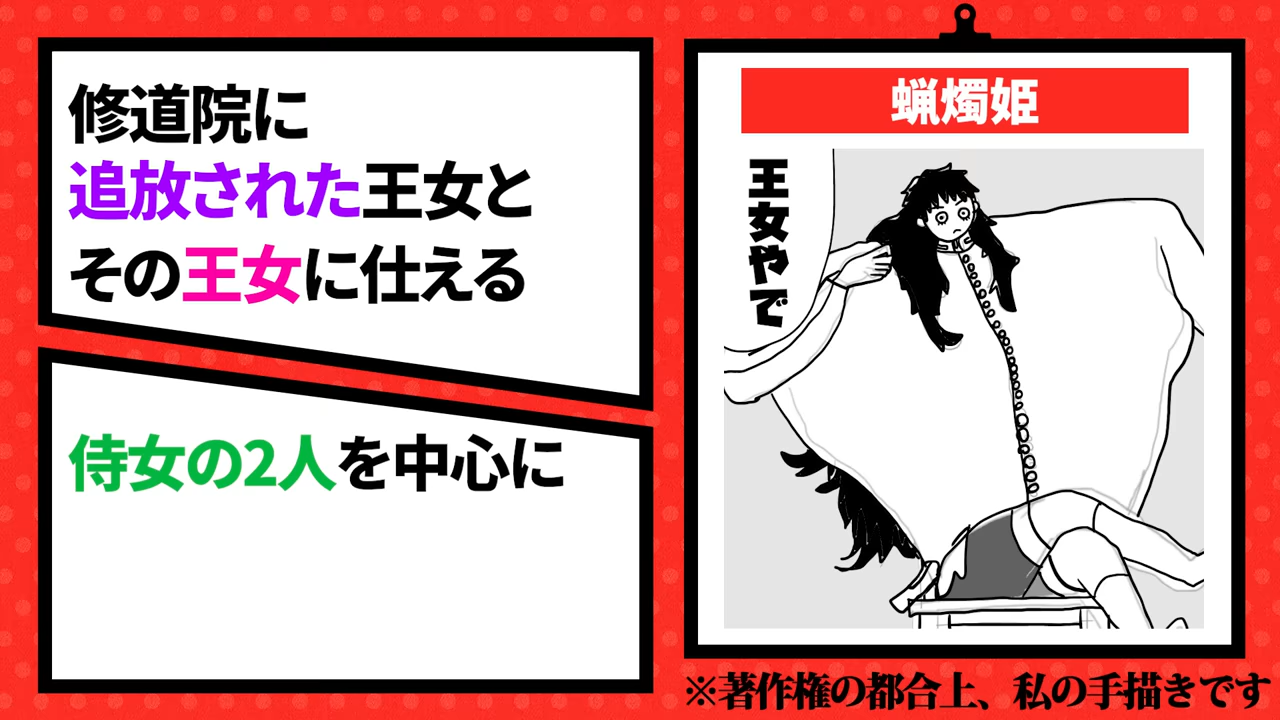 修道院に
追放された王女と
その王女に仕える
侍女の2人を中心に
蝋燭姫
王女やで
※著作権の都合上、私の手描きです